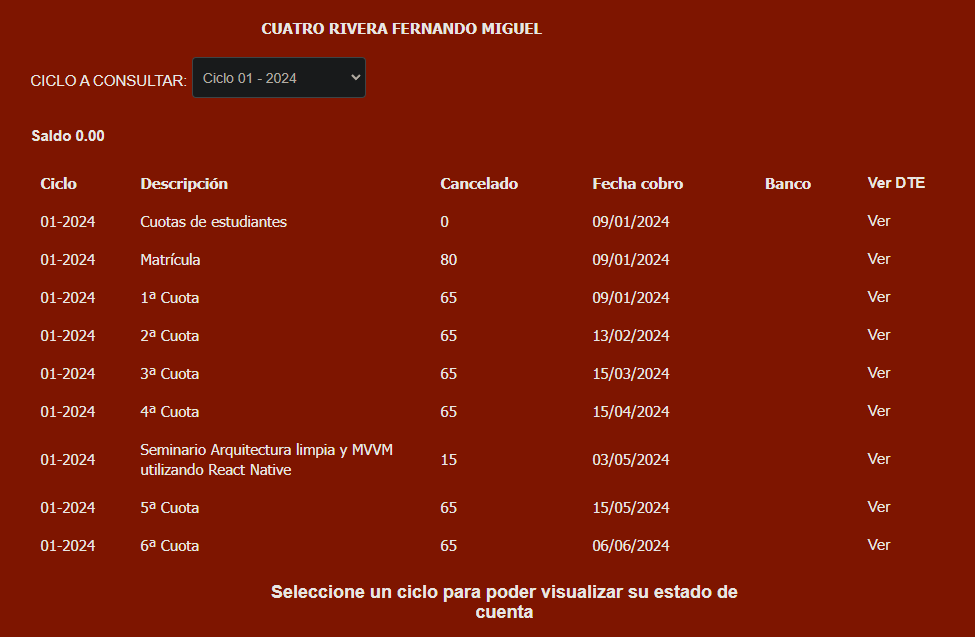 CUATRO RIVERA FERNANDO MIGUEL
CICLO A CONSULTAR: Ciclo 01 - 2024
Saldo 0.00
Ciclo Descripción Cancelado Fecha cobro Banco Ver DTE
01-2024 Cuotas de estudiantes 0 09/01/2024 Ver
01-2024 Matrícula 80 09/01/2024 Ver
01-2024 1ª Cuota 65 09/01/2024 Ver
01-2024 2ª Cuota 65 13/02/2024 Ver
01-2024 3ª Cuota 65 15/03/2024 Ver
01-2024 4ª Cuota 65 15/04/2024 Ver
01-2024 Seminario Arquitectura limpia y MVVM
utilizando React Native 15 03/05/2024 Ver
01-2024 5ª Cuota 65 15/05/2024 Ver
01-2024 6ª Cuota 65 06/06/2024 Ver
Seleccione un ciclo para poder visualizar su estado de
cuenta